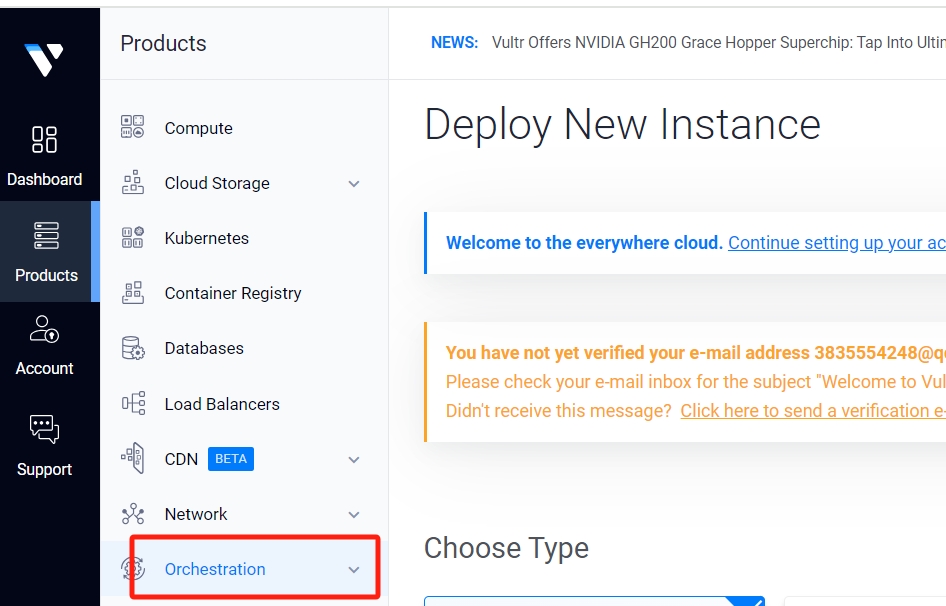 Products
NEWS: Vultr Offers NVIDIA GH200 Grace Hopper Superchip: Tap Into
Dashboard
Products
Account
Support
Compute
Cloud Storage
Kubernetes
Container Registry
Databases
Load Balancers
CDN BETA
Network
Orchestration
Deploy New Instance
Welcome to the everywhere cloud. Continue setting up your
You have not yet verified your e-mail address 3835554248@q
Please check your e-mail inbox for the subject "Welcome to Vul
Didn't receive this message? Click here to send a verification e-
Choose Type